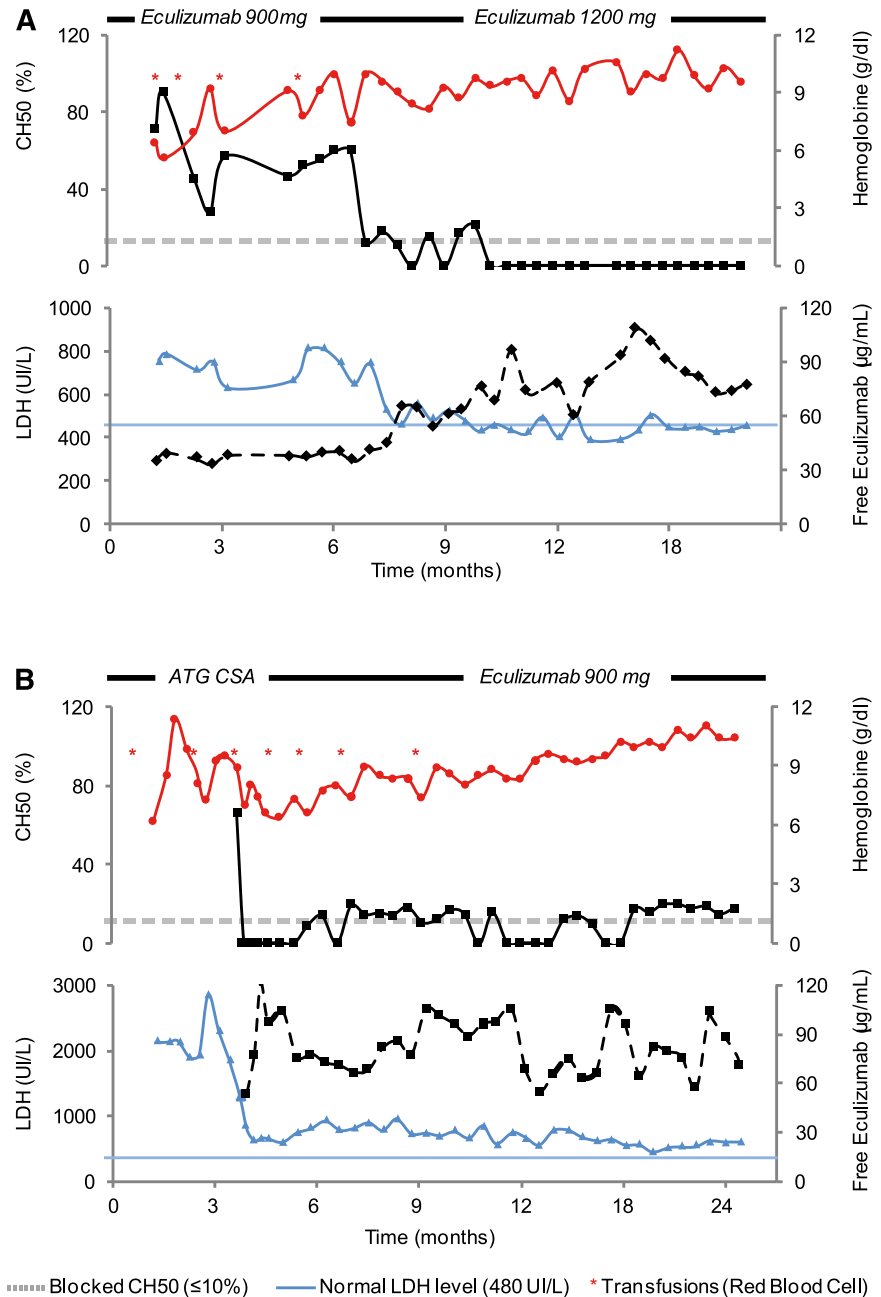 A
Eculizumab 900mg
Eculizumab 1200 mg
120
80
40
0
CH50 (%)
12
9
6
3
0
Hemoglobine (g/dl)
* * * *
1000
800
600
400
200
0
LDH (UI/L)
120
90
60
30
0
Free Eculizumab (µg/mL)
0 3 6 9 12 18
Time (months)
B
ATG CSA
Eculizumab 900 mg
120
80
40
0
CH50 (%)
12
9
6
3
0
Hemoglobine (g/dl)
* * * * * * *
3000
2000
1000
0
LDH (UI/L)
120
90
60
30
0
Free Eculizumab (µg/mL)
0 3 6 9 12 18 24
Time (months)
Blocked CH50 (≤10%) Normal LDH level (480 UI/L) * Transfusions (Red Blood Cell)